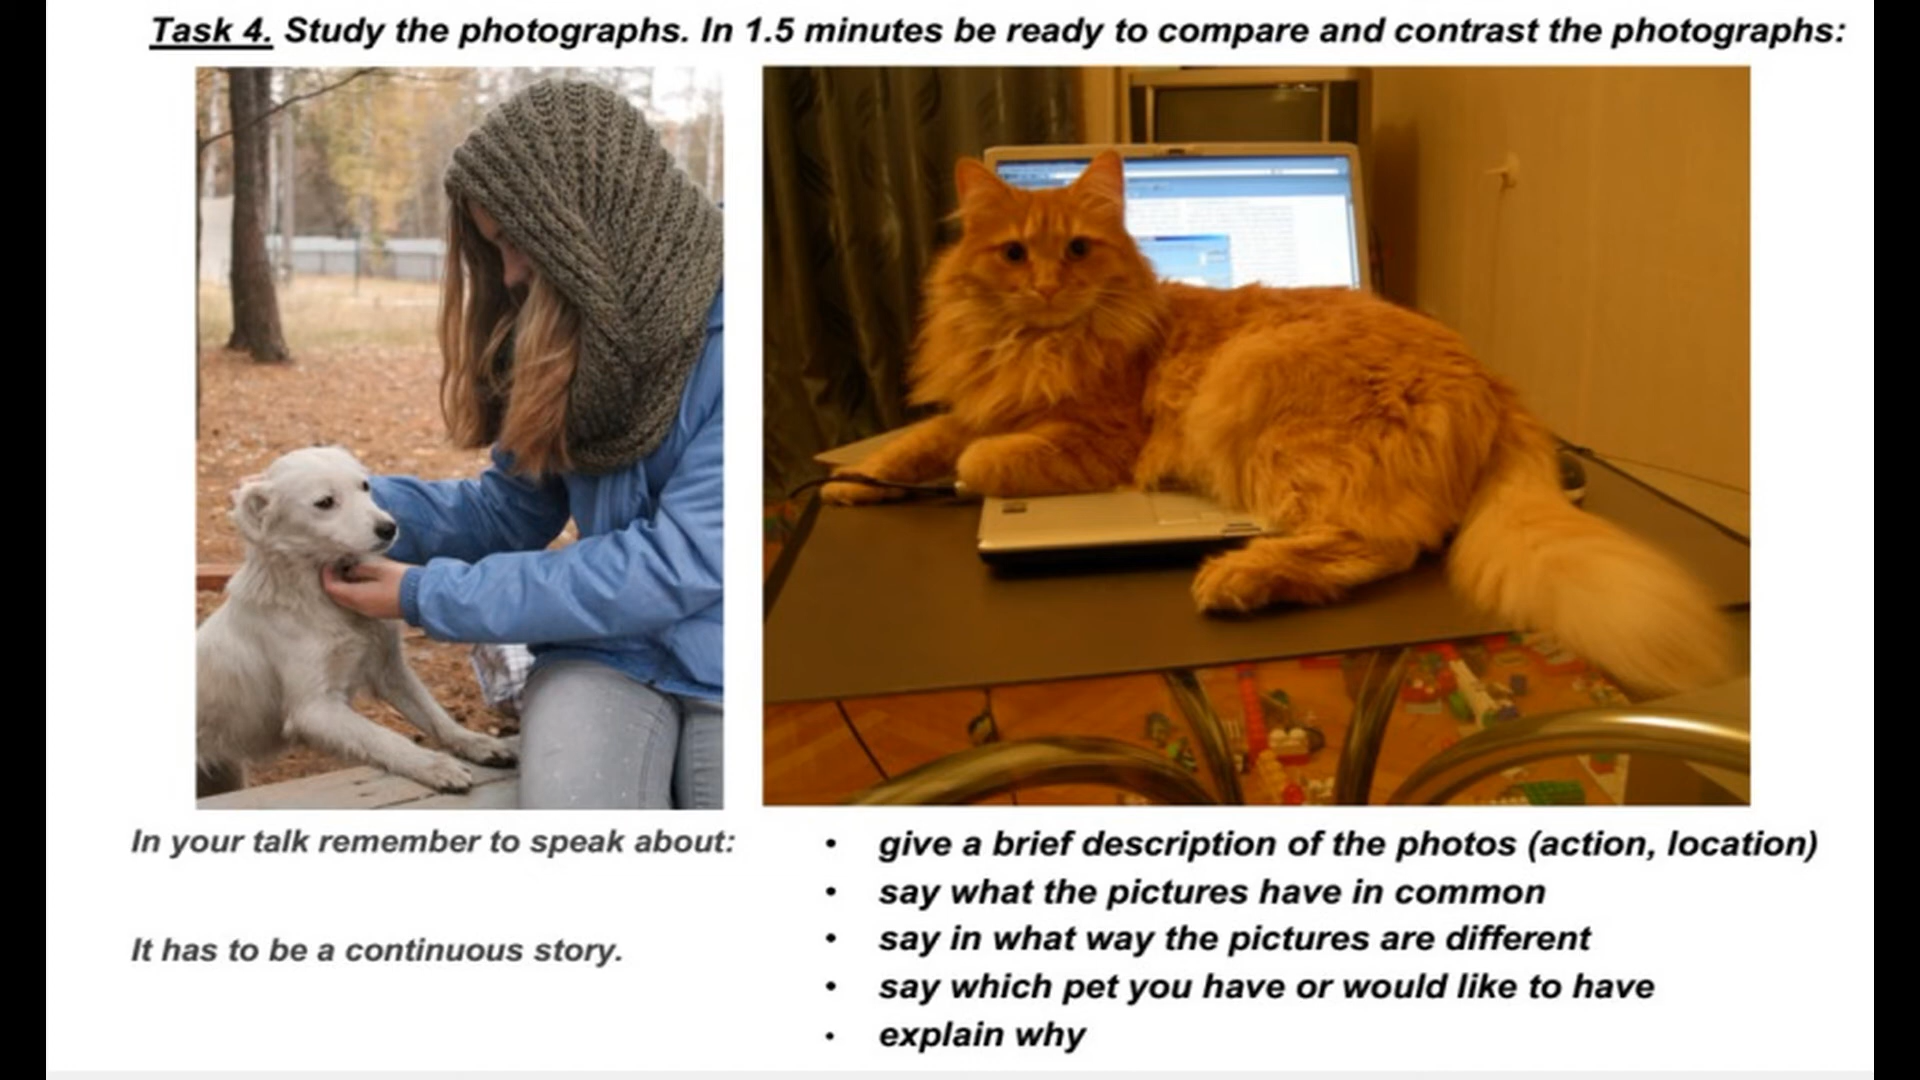 Task 4. Study the photographs. In 1.5 minutes be ready to compare and contrast the photographs:
In your talk remember to speak about:
It has to be a continuous story.
• give a brief description of the photos (action, location)
• say what the pictures have in common
• say in what way the pictures are different
• say which pet you have or would like to have
• explain why